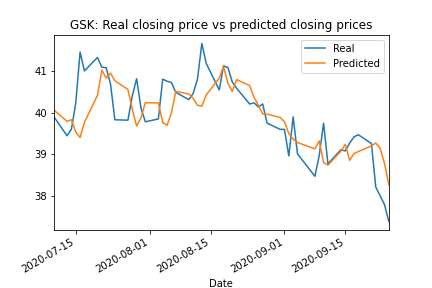 GSK: Real closing price vs predicted closing prices
Real
Predicted
41
40
39
38
2020-07-15
2020-08-01
2020-08-15
2020-09-01
2020-09-15
Date